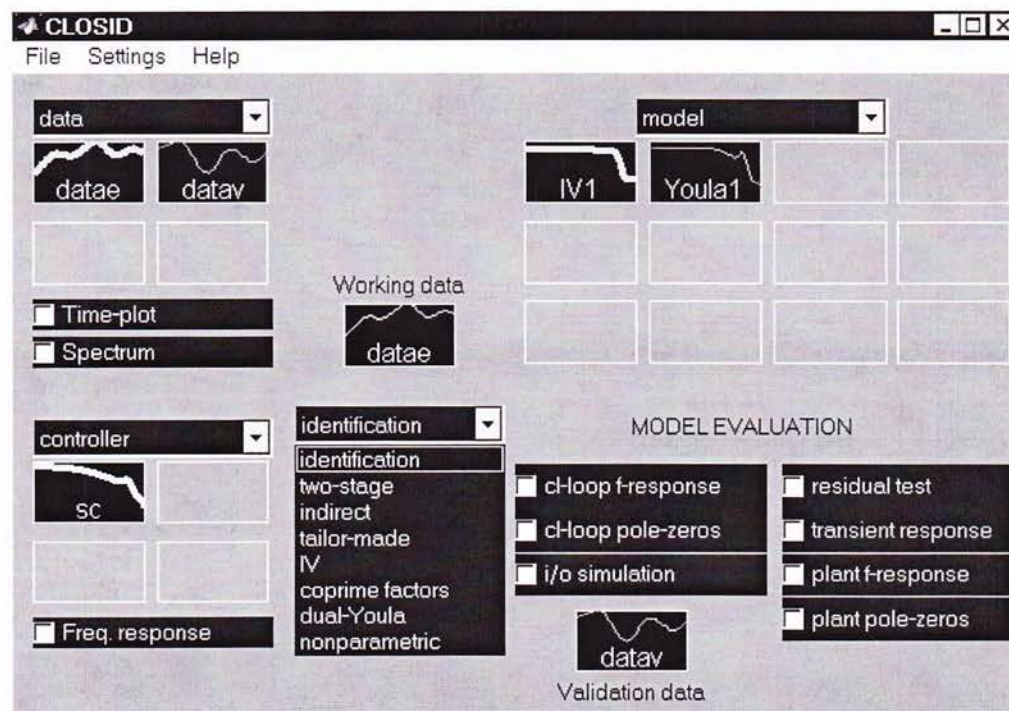 CLOSID
File Settings Help
data
model
datae
datav
IV1
Youla1
Working data
datae
Time-plot
Spectrum
controller
sc
Freq. response
identification
identification
two-stage
indirect
tailor-made
IV
coprime factors
dual-Youla
nonparametric
MODEL EVALUATION
cl-loop f-response
cl-loop pole-zeros
i/o simulation
residual test
transient response
plant f-response
plant pole-zeros
datav
Validation data